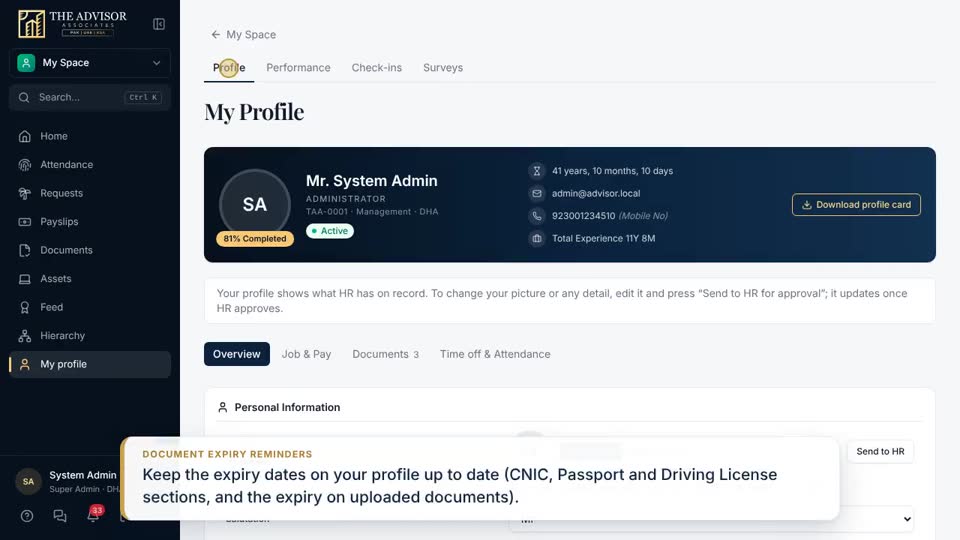 THE ADVISOR
ASSOCIATES
PAK | UAE | KSA
My Space
Search...
Ctrl K
Home
Attendance
Requests
Payslips
Documents
Assets
Feed
Hierarchy
My profile
SA
System Admin
Super Admin · DH
33
My Space
Profile
Performance
Check-ins
Surveys
My Profile
SA
81% Completed
Mr. System Admin
ADMINISTRATOR
TAA-0001 · Management · DHA
Active
41 years, 10 months, 10 days
admin@advisor.local
923001234510 (Mobile No)
Total Experience 11Y 8M
Download profile card
Your profile shows what HR has on record. To change your picture or any detail, edit it and press “Send to HR for approval”; it updates once
HR approves.
Overview
Job & Pay
Documents 3
Time off & Attendance
Personal Information
Send to HR
DOCUMENT EXPIRY REMINDERS
Keep the expiry dates on your profile up to date (CNIC, Passport and Driving License
sections, and the expiry on uploaded documents).